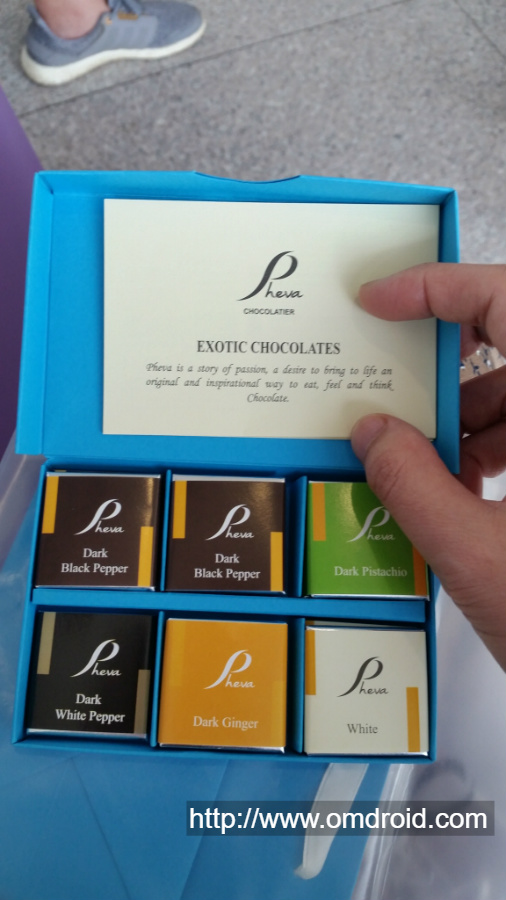 Pheva
CHOCOLATIER
EXOTIC CHOCOLATES
Pheva is a story of passion, a desire to bring to life an
original and inspirational way to eat, feel and think
Chocolate.
Pheva
Dark
Black Pepper
Pheva
Dark
Black Pepper
Pheva
Dark Pistachio
Pheva
Dark
White Pepper
Pheva
Dark Ginger
Pheva
White
http://www.omdroid.com